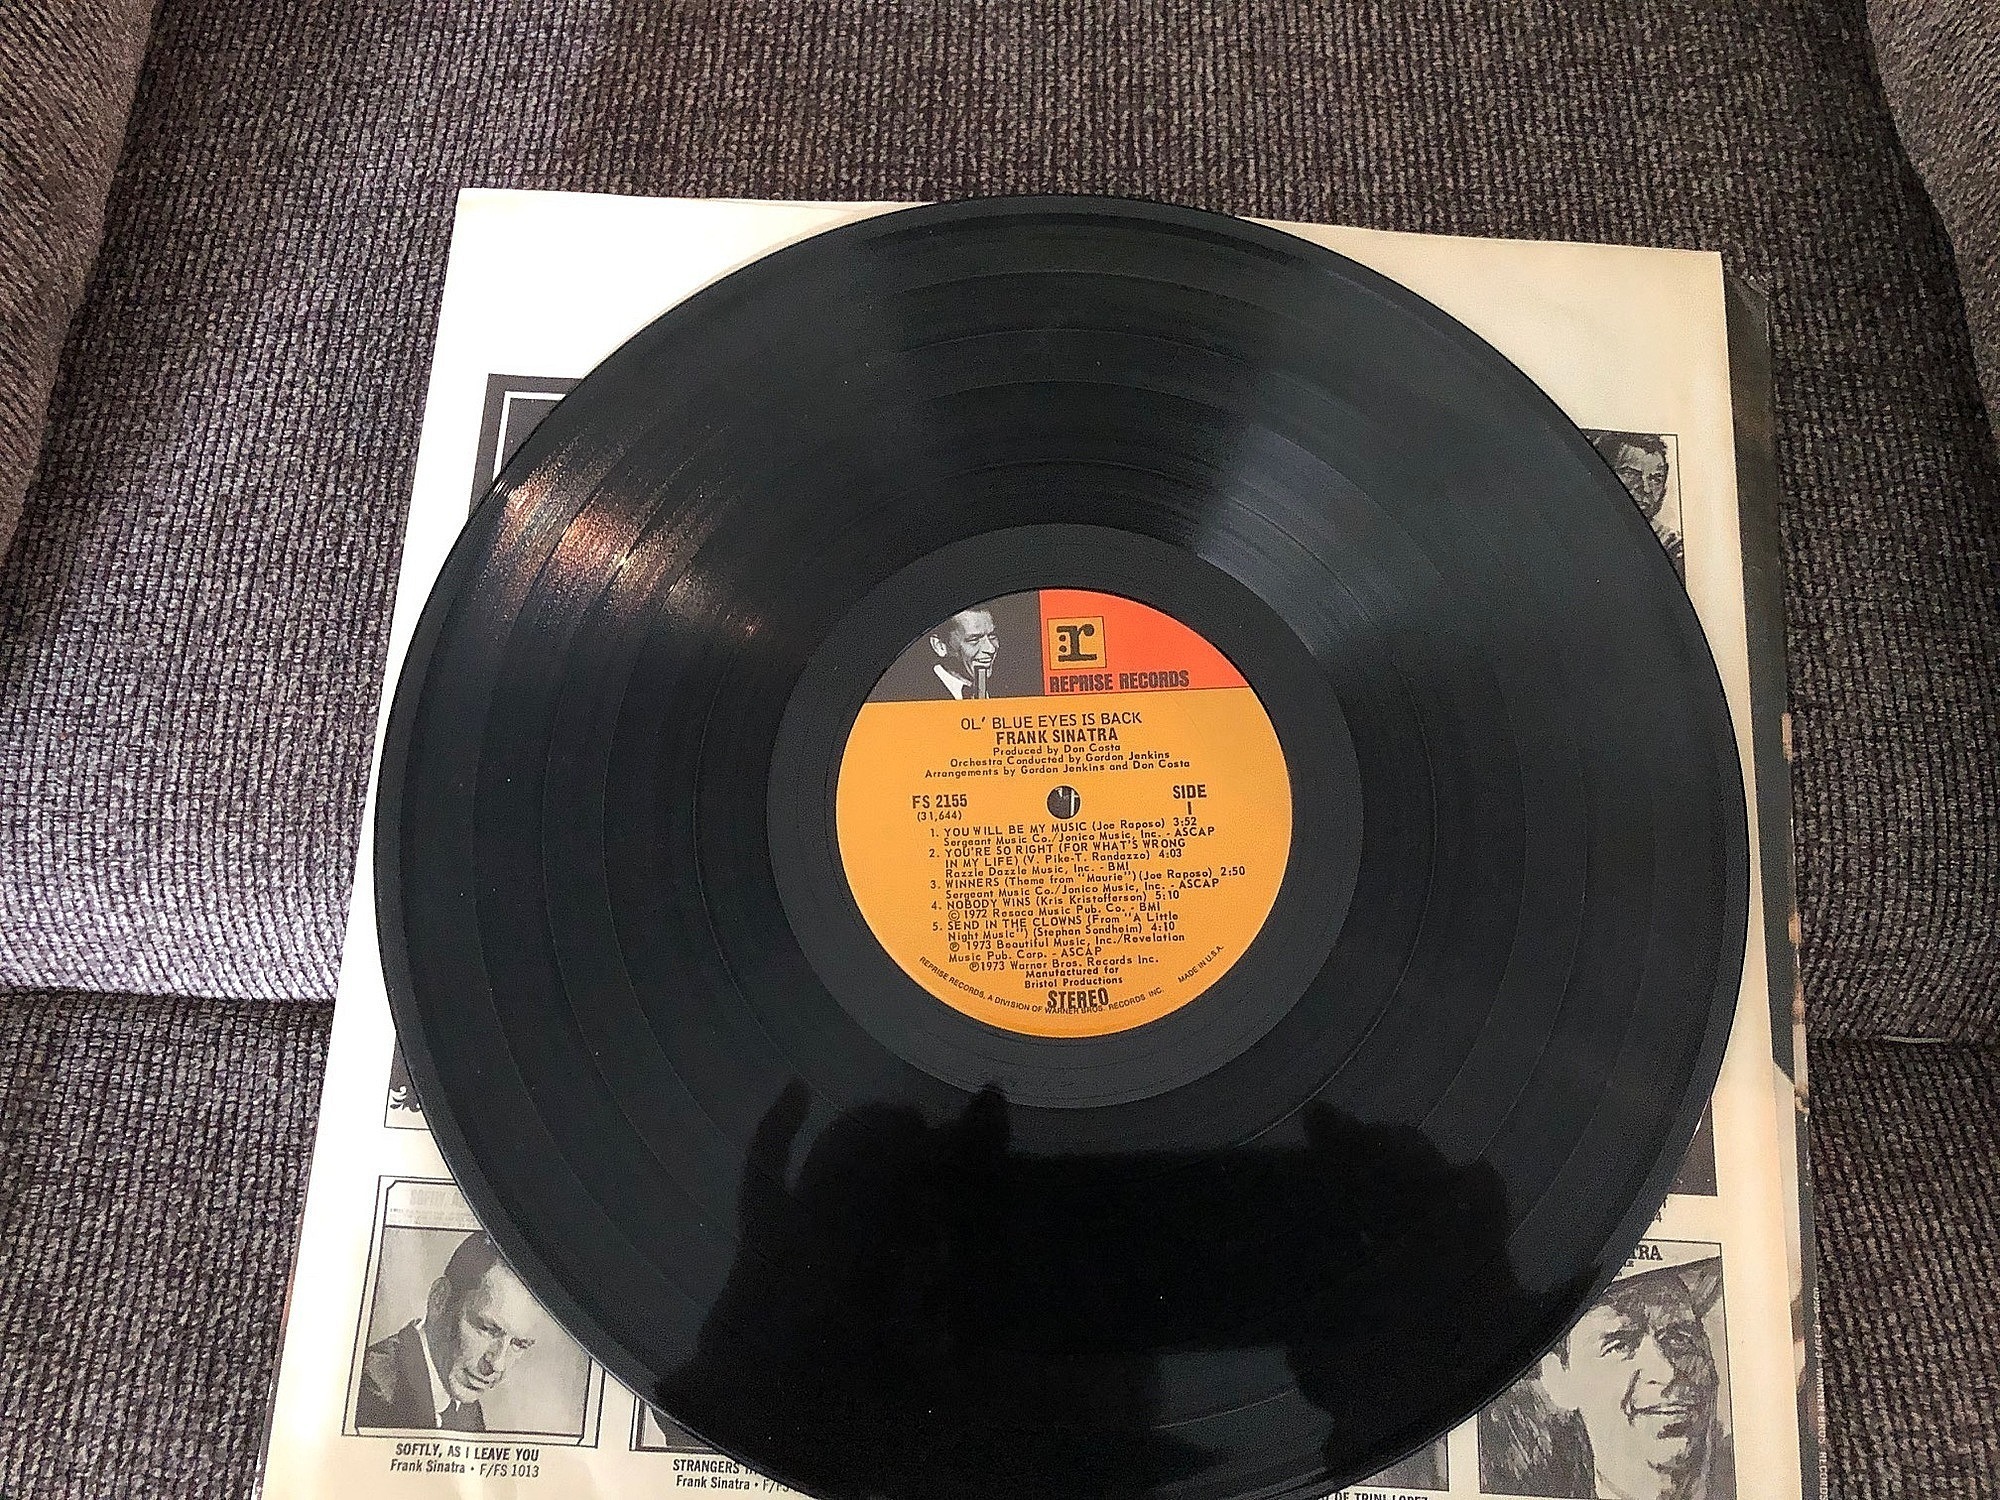 r
REPRISE RECORDS
OL' BLUE EYES IS BACK
FRANK SINATRA
Produced by Don Costa
Orchestra Conducted by Gordon Jenkins
Arrangements by Gordon Jenkins and Don Costa
FS 2155
(31,644)
SIDE
1
1. YOU WILL BE MY MUSIC (Joe Raposo) 3:52
Sergeant Music Co./Jonico Music, Inc. - ASCAP
2. YOU'RE SO RIGHT (FOR WHAT'S WRONG
IN MY LIFE) (V. Pike-T. Randazzo) 4:03
Razzle Dazzle Music, Inc. - BMI
3. WINNERS (Theme from "Maurie") (Joe Raposo) 2:50
Sergeant Music Co./Jonico Music, Inc. - ASCAP
4. NOBODY WINS (Kris Kristofferson) 5:10
© 1972 Resaca Music Pub. Co. - BMI
5. SEND IN THE CLOWNS (From "A Little
Night Music") (Stephen Sondheim) 4:10
℗ 1973 Beautiful Music, Inc./Revelation
Music Pub. Corp. - ASCAP
℗1973 Warner Bros. Records Inc.
Manufactured for
Bristol Productions
STEREO
REPRISE RECORDS, A DIVISION OF WARNER BROS. RECORDS INC. MADE IN U.S.A.
TRA
SOFTLY, AS I LEAVE YOU
Frank Sinatra • F/FS 1013
STRANGERS
Frank Sinatra • F/FS
OF TRINI LOPEZ